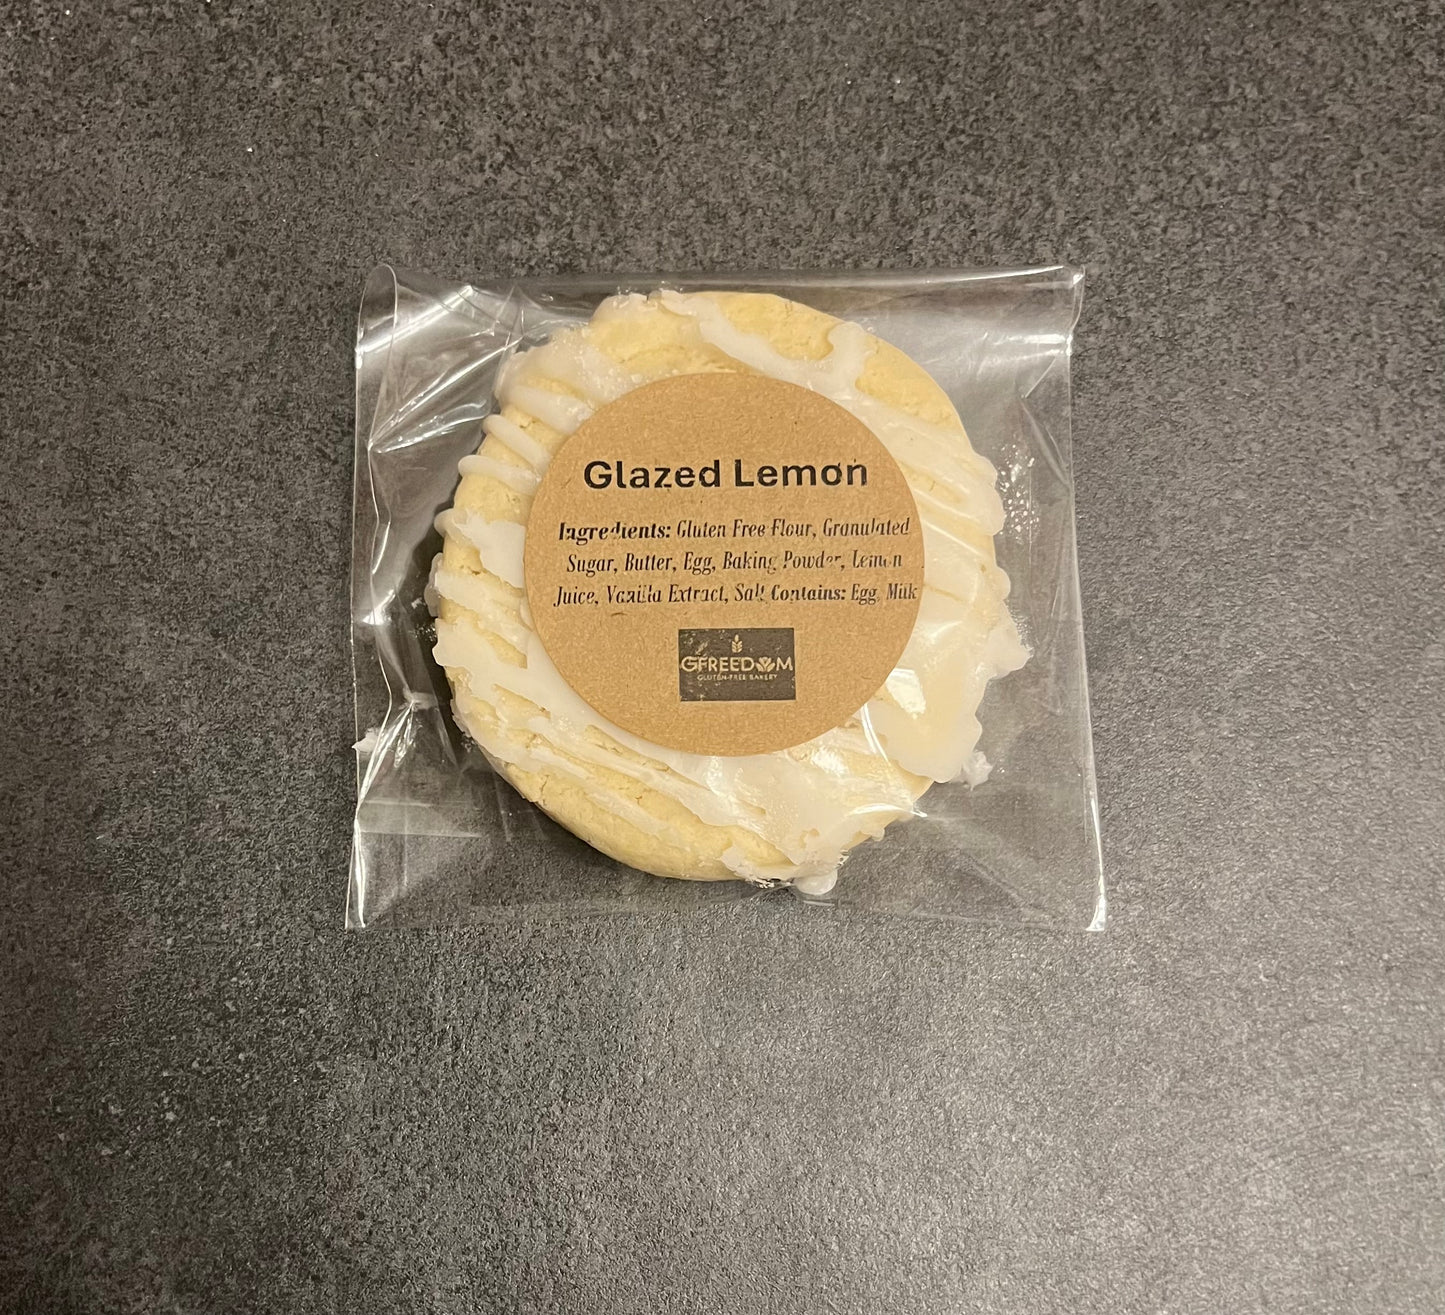 Glazed Lemon
Ingredients: Gluten Free Flour, Granulated
Sugar, Butter, Egg, Baking Powder, Lemon
Juice, Vanilla Extract, Salt Contains: Egg, Milk
GFREEDOM
GLUTEN-FREE BAKERY